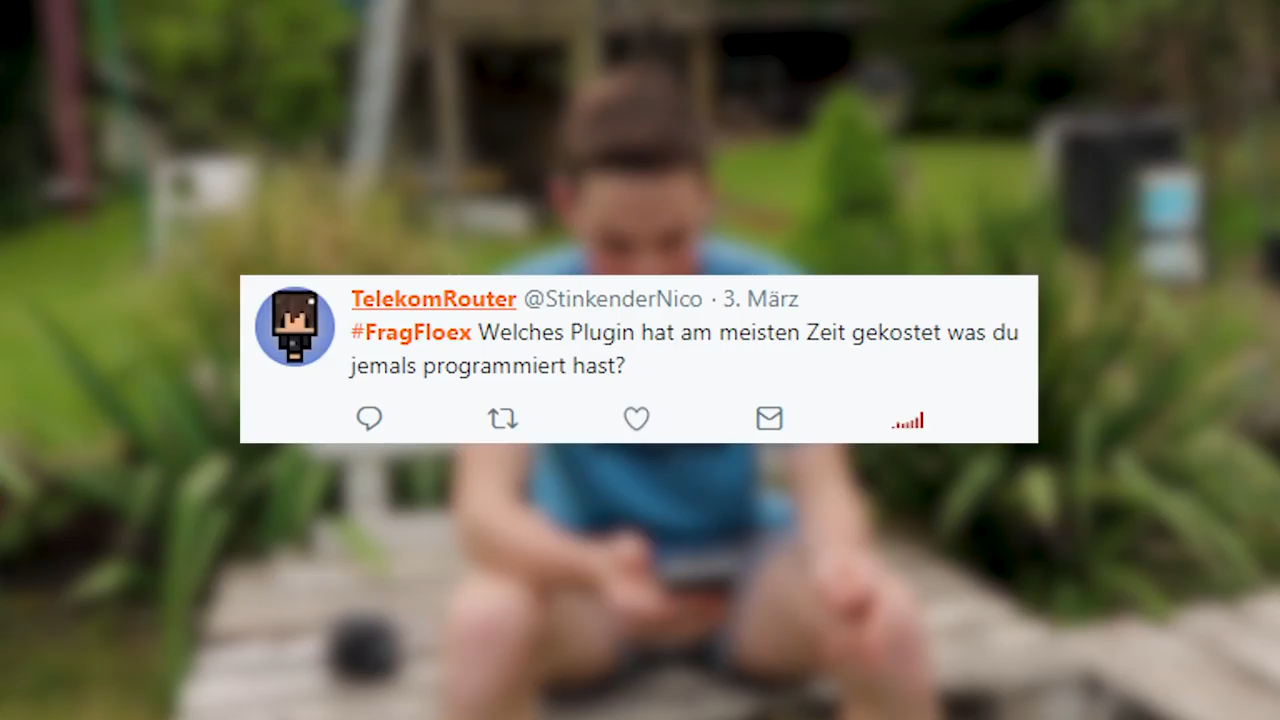 TelekomRouter @StinkenderNico · 3. März
#FragFloex Welches Plugin hat am meisten Zeit gekostet was du
jemals programmiert hast?